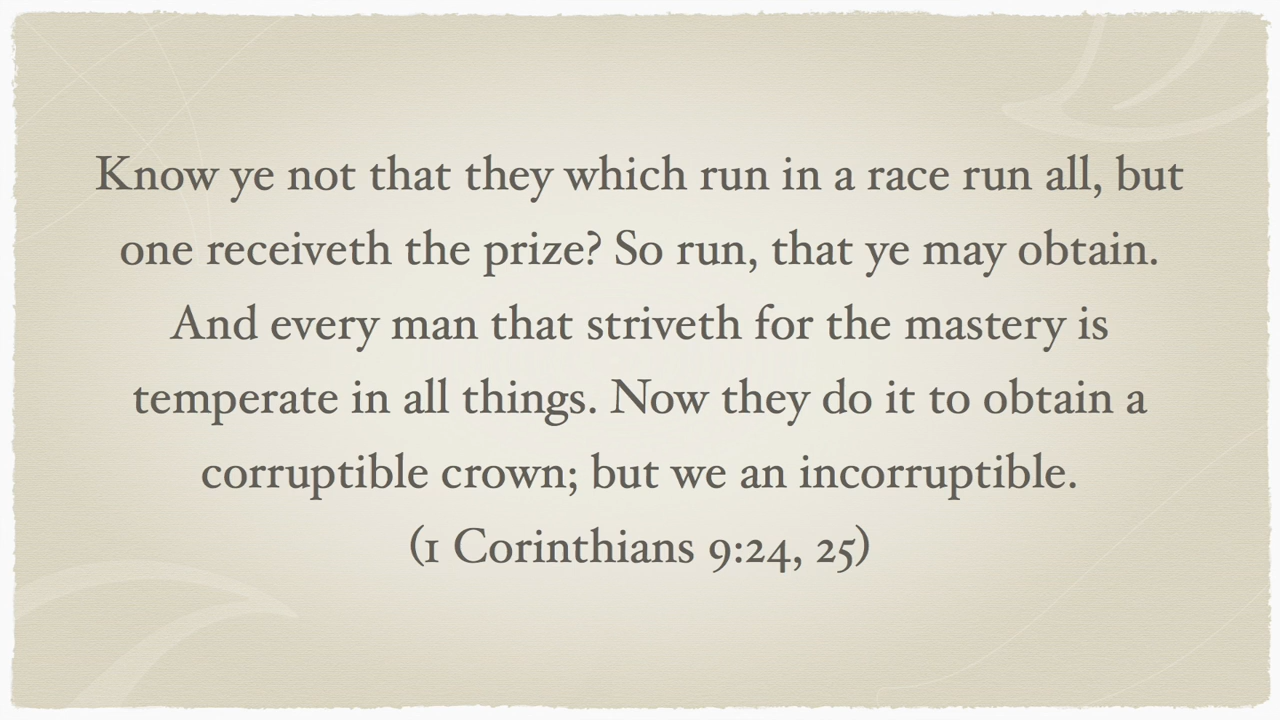 Know ye not that they which run in a race run all, but
one receiveth the prize? So run, that ye may obtain.
And every man that striveth for the mastery is
temperate in all things. Now they do it to obtain a
corruptible crown; but we an incorruptible.
(1 Corinthians 9:24, 25)